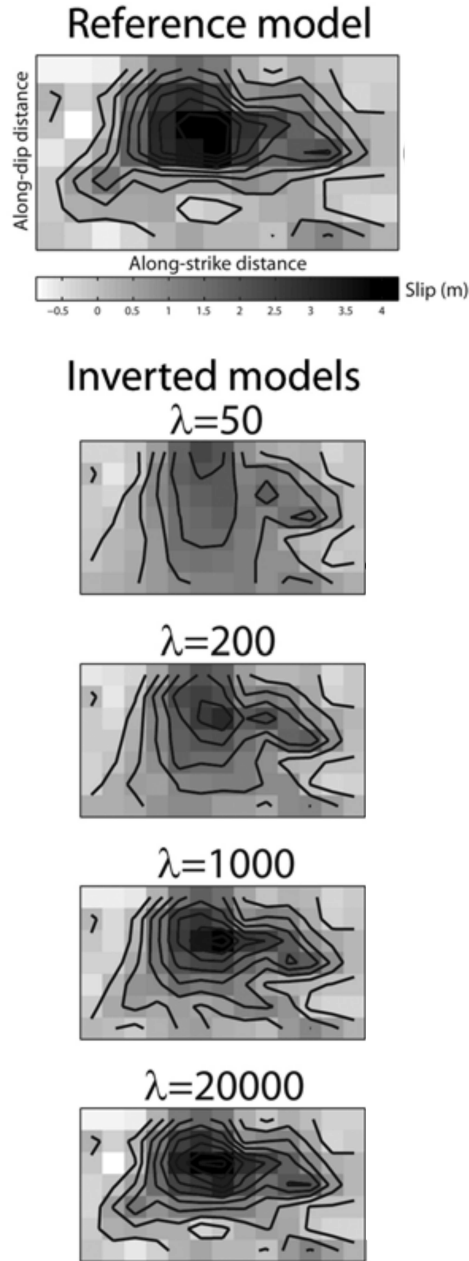 Reference model
Along-dip distance
Along-strike distance
Slip (m)
−0.5 0 0.5 1 1.5 2 2.5 3 3.5 4
Inverted models
λ=50
λ=200
λ=1000
λ=20000